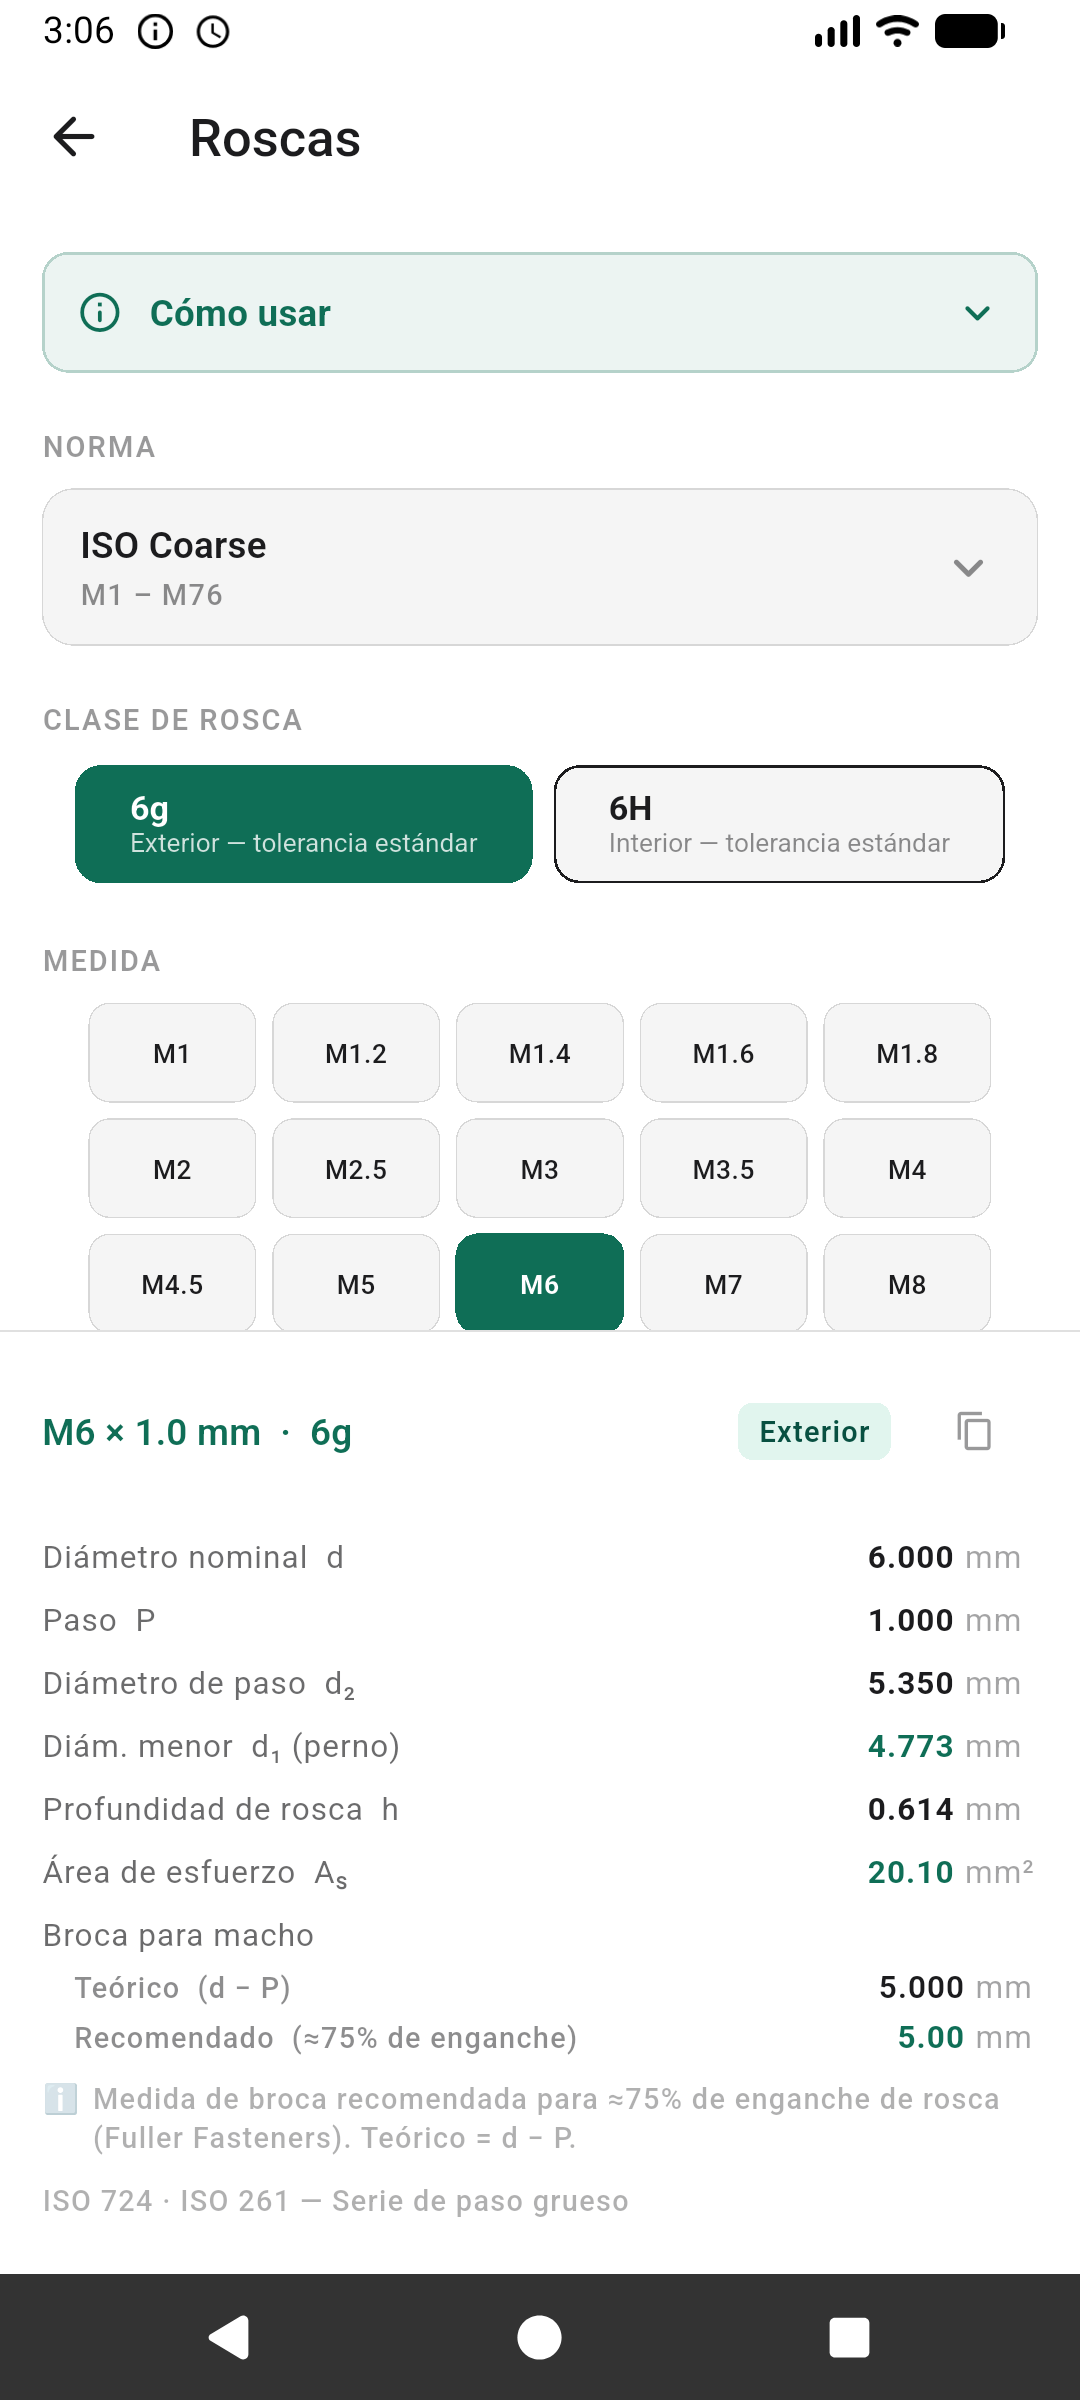 3:06
Roscas
Cómo usar
NORMA
ISO Coarse
M1 – M76
CLASE DE ROSCA
6g
Exterior — tolerancia estándar
6H
Interior — tolerancia estándar
MEDIDA
M1 M1.2 M1.4 M1.6 M1.8
M2 M2.5 M3 M3.5 M4
M4.5 M5 M6 M7 M8
M6 × 1.0 mm · 6g Exterior
Diámetro nominal d 6.000 mm
Paso P 1.000 mm
Diámetro de paso d₂ 5.350 mm
Diám. menor d₁ (perno) 4.773 mm
Profundidad de rosca h 0.614 mm
Área de esfuerzo Aₛ 20.10 mm²
Broca para macho
Teórico (d − P) 5.000 mm
Recomendado (≈75% de enganche) 5.00 mm
ℹ️ Medida de broca recomendada para ≈75% de enganche de rosca
(Fuller Fasteners). Teórico = d − P.
ISO 724 · ISO 261 — Serie de paso grueso